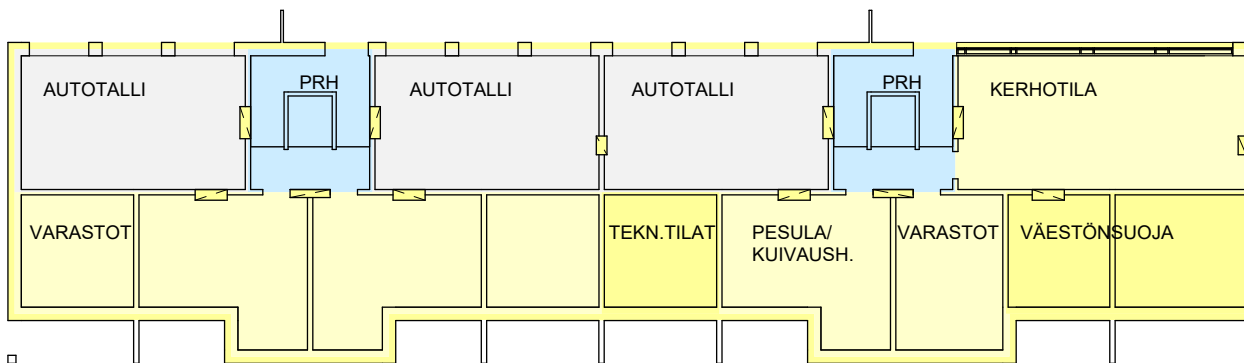 AUTOTALLI
PRH
AUTOTALLI
AUTOTALLI
PRH
KERHOTILA
VARASTOT
TEKN.TILAT
PESULA/
KUIVAUSH.
VARASTOT
VÄESTÖNSUOJA